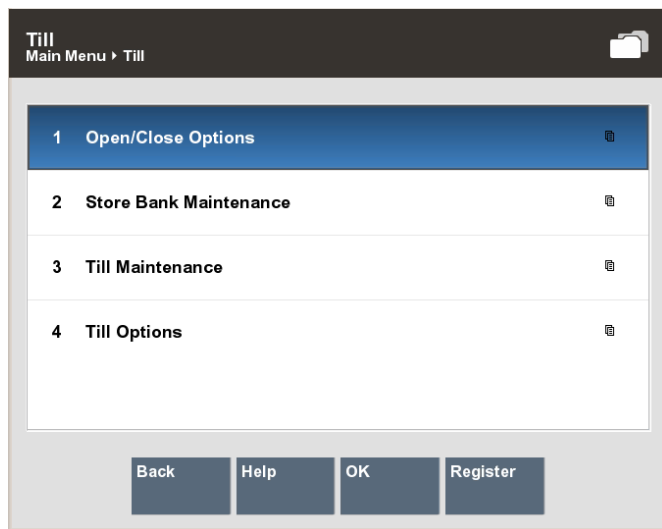 Till
Main Menu ▸ Till
1 Open/Close Options
2 Store Bank Maintenance
3 Till Maintenance
4 Till Options
Back Help OK Register